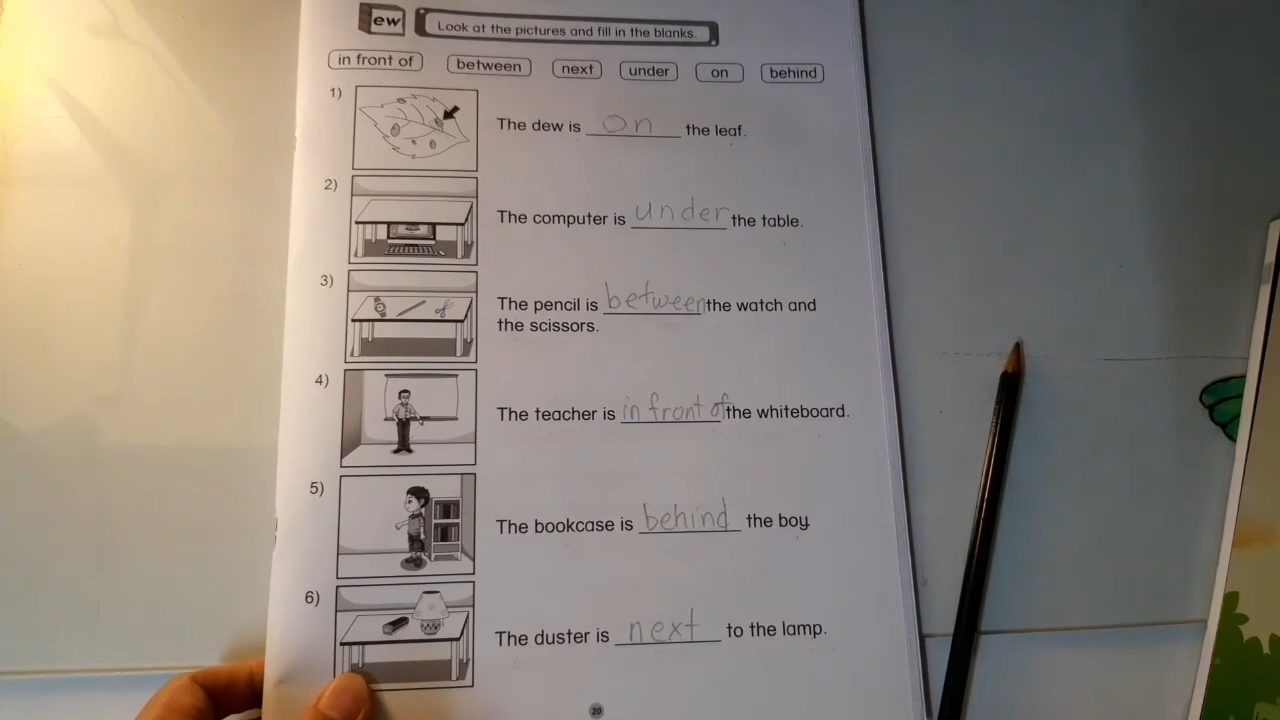 ew
Look at the pictures and fill in the blanks.
in front of between next under on behind
1) The dew is on the leaf.
2) The computer is under the table.
3) The pencil is between the watch and
the scissors.
4) The teacher is in front of the whiteboard.
5) The bookcase is behind the boy.
6) The duster is next to the lamp.
20